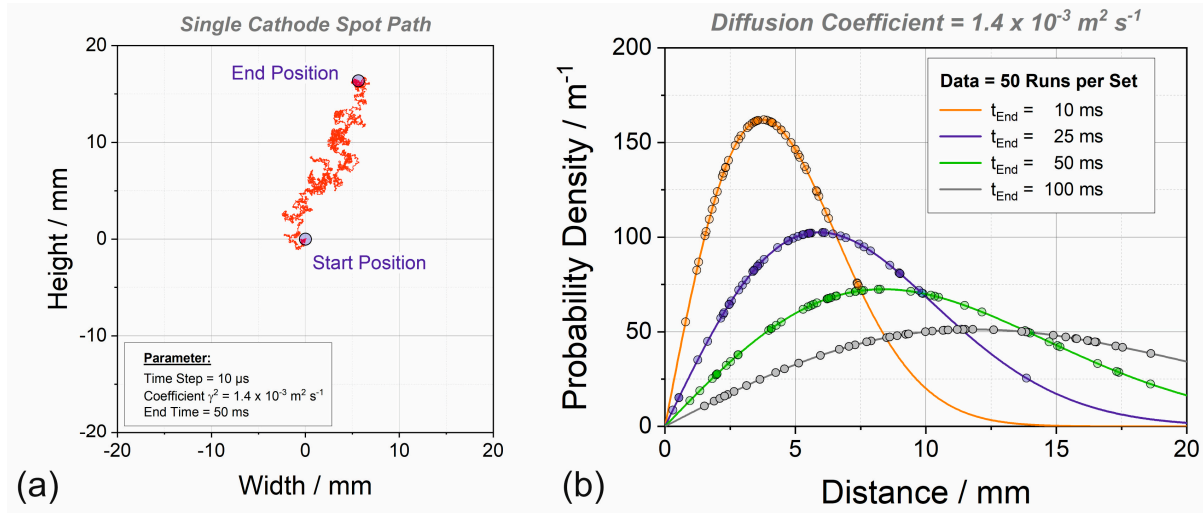 Single Cathode Spot Path
20
10
0
-10
-20
Height / mm
End Position
Start Position
Parameter:
Time Step = 10 µs
Coefficient γ² = 1.4 x 10⁻³ m² s⁻¹
End Time = 50 ms
-20
-10
0
10
20
Width / mm
(a)
Diffusion Coefficient = 1.4 x 10⁻³ m² s⁻¹
200
150
100
50
0
Probability Density / m⁻¹
Data = 50 Runs per Set
t_End = 10 ms
t_End = 25 ms
t_End = 50 ms
t_End = 100 ms
0
5
10
15
20
Distance / mm
(b)